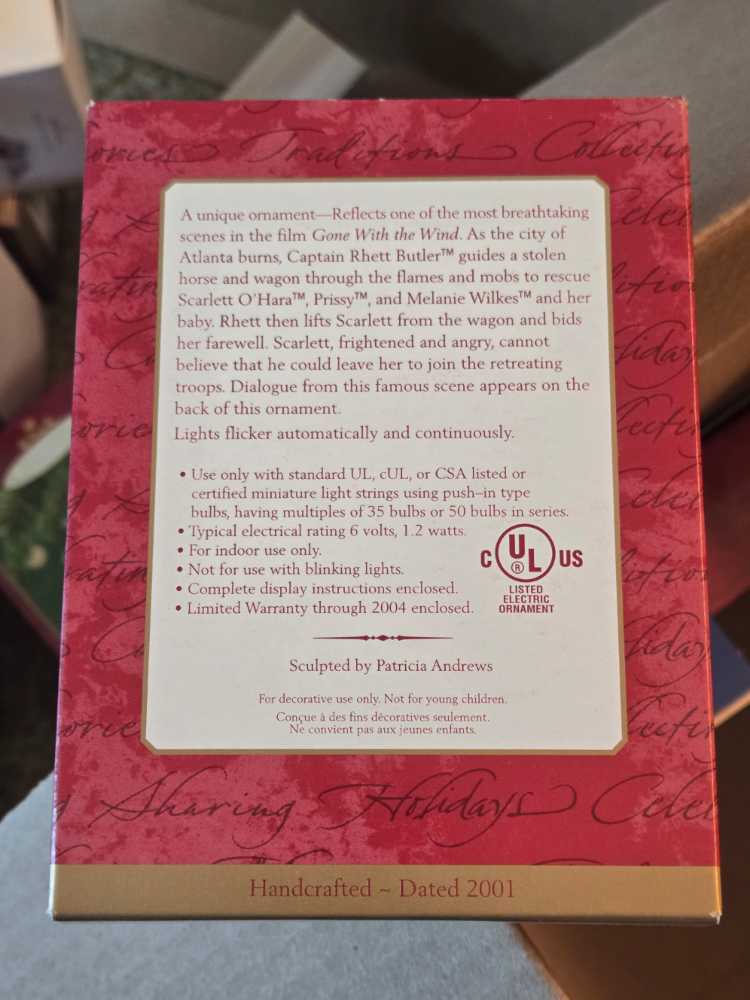 ories Traditions Collecti
A unique ornament—Reflects one of the most breathtaking
scenes in the film Gone With the Wind. As the city of
Atlanta burns, Captain Rhett Butler™ guides a stolen
horse and wagon through the flames and mobs to rescue
Scarlett O'Hara™, Prissy™, and Melanie Wilkes™ and her
baby. Rhett then lifts Scarlett from the wagon and bids
her farewell. Scarlett, frightened and angry, cannot
believe that he could leave her to join the retreating
troops. Dialogue from this famous scene appears on the
back of this ornament.
Lights flicker automatically and continuously.
• Use only with standard UL, cUL, or CSA listed or
certified miniature light strings using push–in type
bulbs, having multiples of 35 bulbs or 50 bulbs in series.
• Typical electrical rating 6 volts, 1.2 watts.
• For indoor use only.
• Not for use with blinking lights.
• Complete display instructions enclosed.
• Limited Warranty through 2004 enclosed.
C UL ® US
LISTED
ELECTRIC
ORNAMENT
Sculpted by Patricia Andrews
For decorative use only. Not for young children.
Conçue à des fins décoratives seulement.
Ne convient pas aux jeunes enfants.
Sharing Holidays Celel
Handcrafted ~ Dated 2001